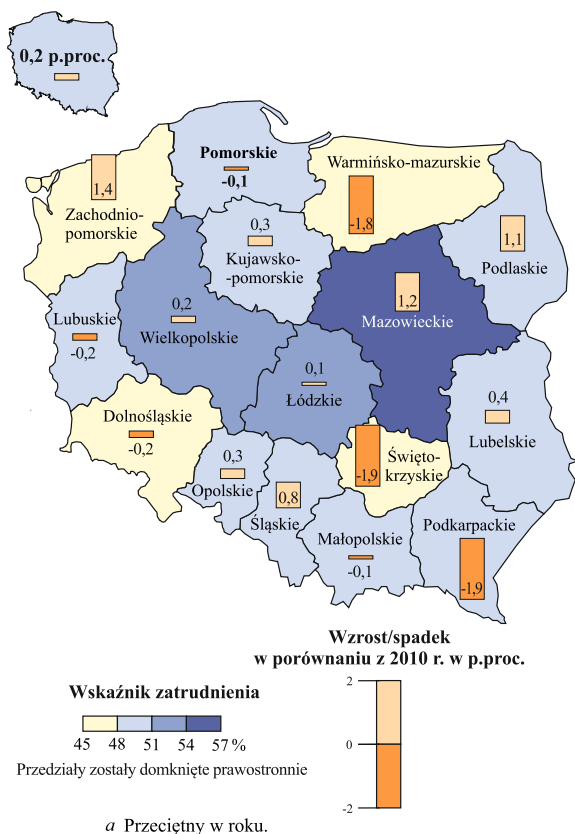 0,2 p.proc.
Pomorskie
-0,1
Warmińsko-mazurskie
-1,8
1,4
Zachodnio-
pomorskie
0,3
Kujawsko-
-pomorskie
1,1
Podlaskie
1,2
Mazowieckie
Lubuskie
-0,2
0,2
Wielkopolskie
0,1
Łódzkie
0,4
Lubelskie
Dolnośląskie
-0,2
-1,9
Święto-
krzyskie
0,3
Opolskie
0,8
Śląskie
Małopolskie
-0,1
Podkarpackie
-1,9
Wzrost/spadek
w porównaniu z 2010 r. w p.proc.
2
0
-2
Wskaźnik zatrudnienia
45 48 51 54 57 %
Przedziały zostały domknięte prawostronnie
a Przeciętny w roku.